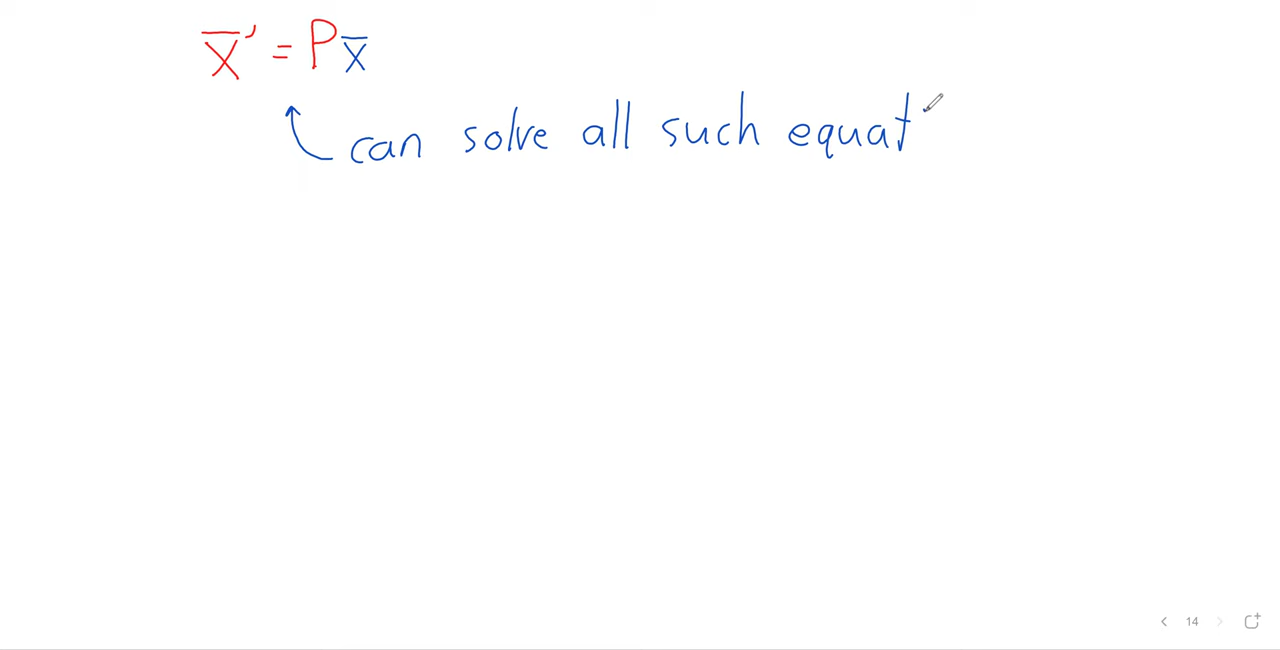 x̄' = Px̄
can solve all such equat
14